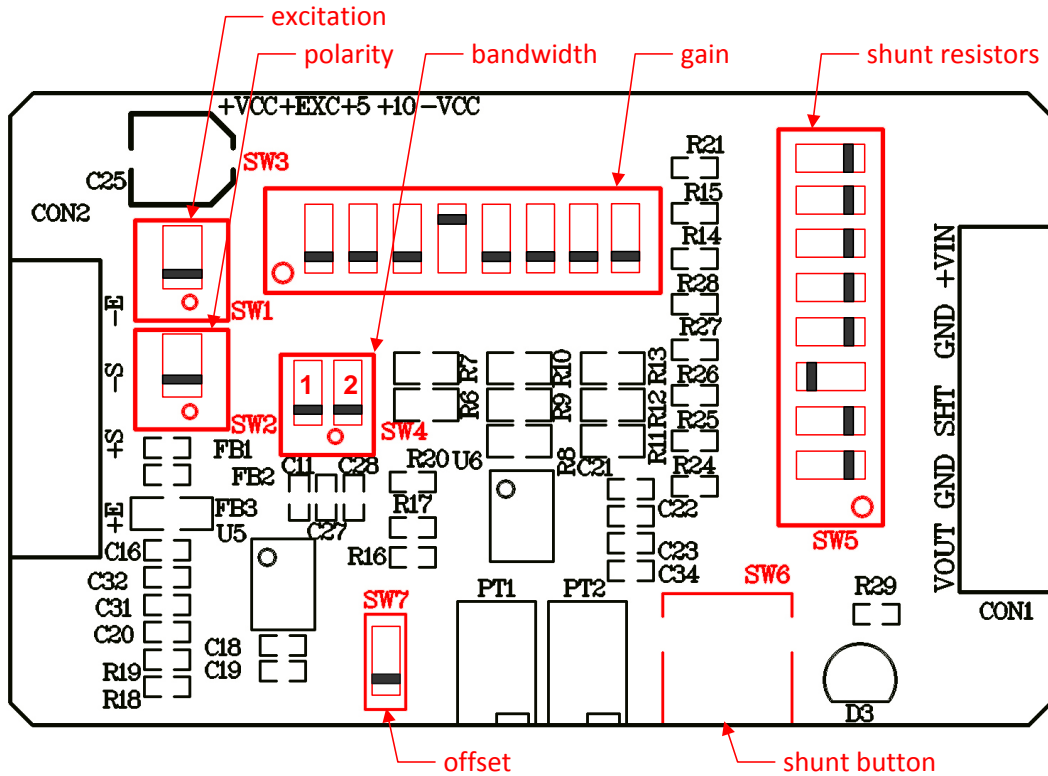 excitation
polarity
bandwidth
gain
shunt resistors
+VCC+EXC+5 +10 -VCC
SW3
C25
CON2
R21
R15
R14
R28
R27
R26
R25
R24
-E
-S
+S
+E
SW1
SW2
1 2
SW4
R7
R6
R10
R9
R8
R13
R12
R11
+VIN
GND
SHT
GND
VOUT
SW5
CON1
FB1
FB2
FB3
U5
C11
C28
C27
R20
U6
R17
R16
C21
C22
C23
C34
C16
C32
C31
C20
R19
R18
C18
C19
SW7
PT1
PT2
SW6
R29
D3
offset
shunt button